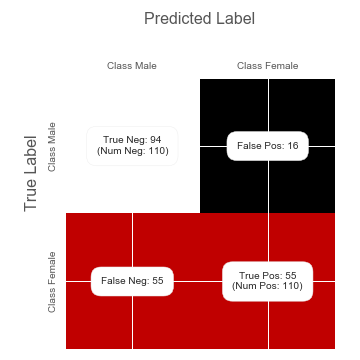 Predicted Label
Class Male
Class Female
True Label
Class Male
True Neg: 94
(Num Neg: 110)
False Pos: 16
Class Female
False Neg: 55
True Pos: 55
(Num Pos: 110)